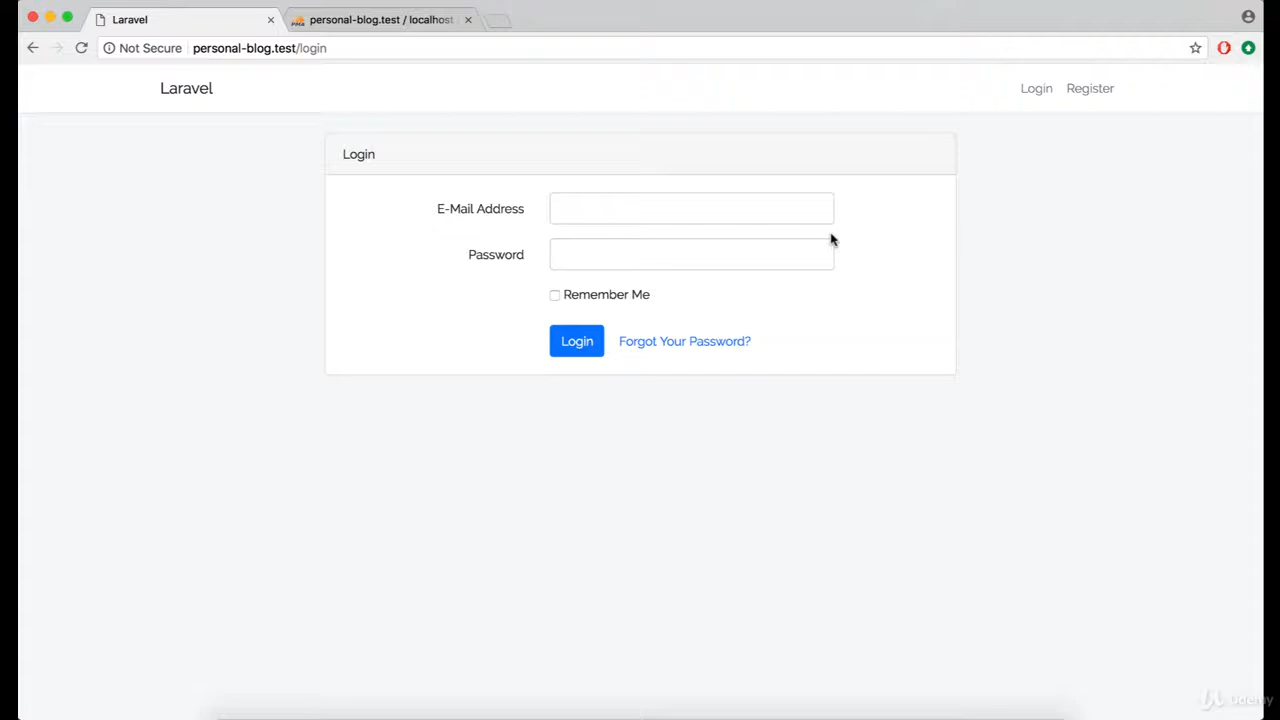 Laravel
personal-blog.test / localhost
Not Secure personal-blog.test/login
Laravel
Login Register
Login
E-Mail Address
Password
Remember Me
Login Forgot Your Password?
Udemy